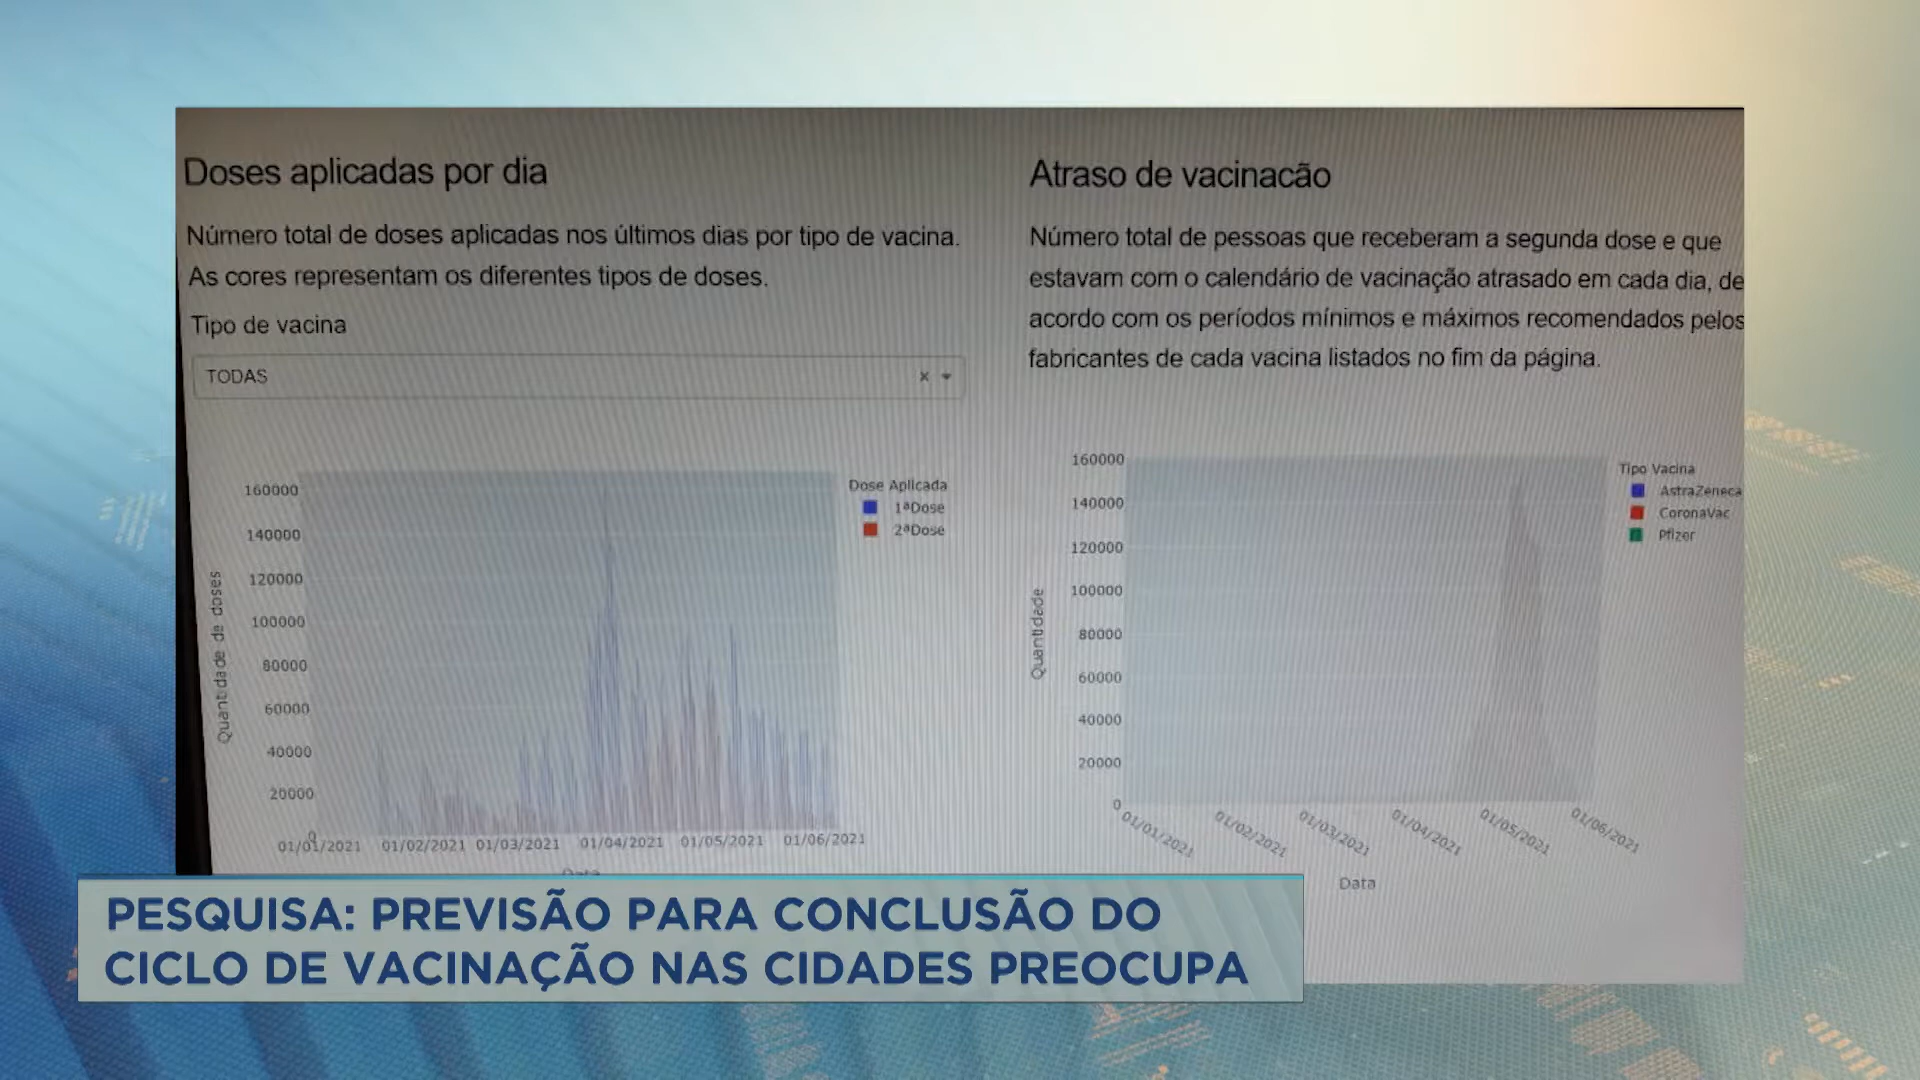 Doses aplicadas por dia
Número total de doses aplicadas nos últimos dias por tipo de vacina.
As cores representam os diferentes tipos de doses.
Tipo de vacina
TODAS
160000
140000
120000
100000
80000
60000
40000
20000
0
Quantidade de doses
01/01/2021 01/02/2021 01/03/2021 01/04/2021 01/05/2021 01/06/2021
Data
Dose Aplicada
1ªDose
2ªDose
Atraso de vacinacão
Número total de pessoas que receberam a segunda dose e que
estavam com o calendário de vacinação atrasado em cada dia, de
acordo com os períodos mínimos e máximos recomendados pelos
fabricantes de cada vacina listados no fim da página.
160000
140000
120000
100000
80000
60000
40000
20000
0
Quantidade
01/01/2021 01/02/2021 01/03/2021 01/04/2021 01/05/2021 01/06/2021
Data
Tipo Vacina
AstraZeneca
CoronaVac
Pfizer
PESQUISA: PREVISÃO PARA CONCLUSÃO DO
CICLO DE VACINAÇÃO NAS CIDADES PREOCUPA